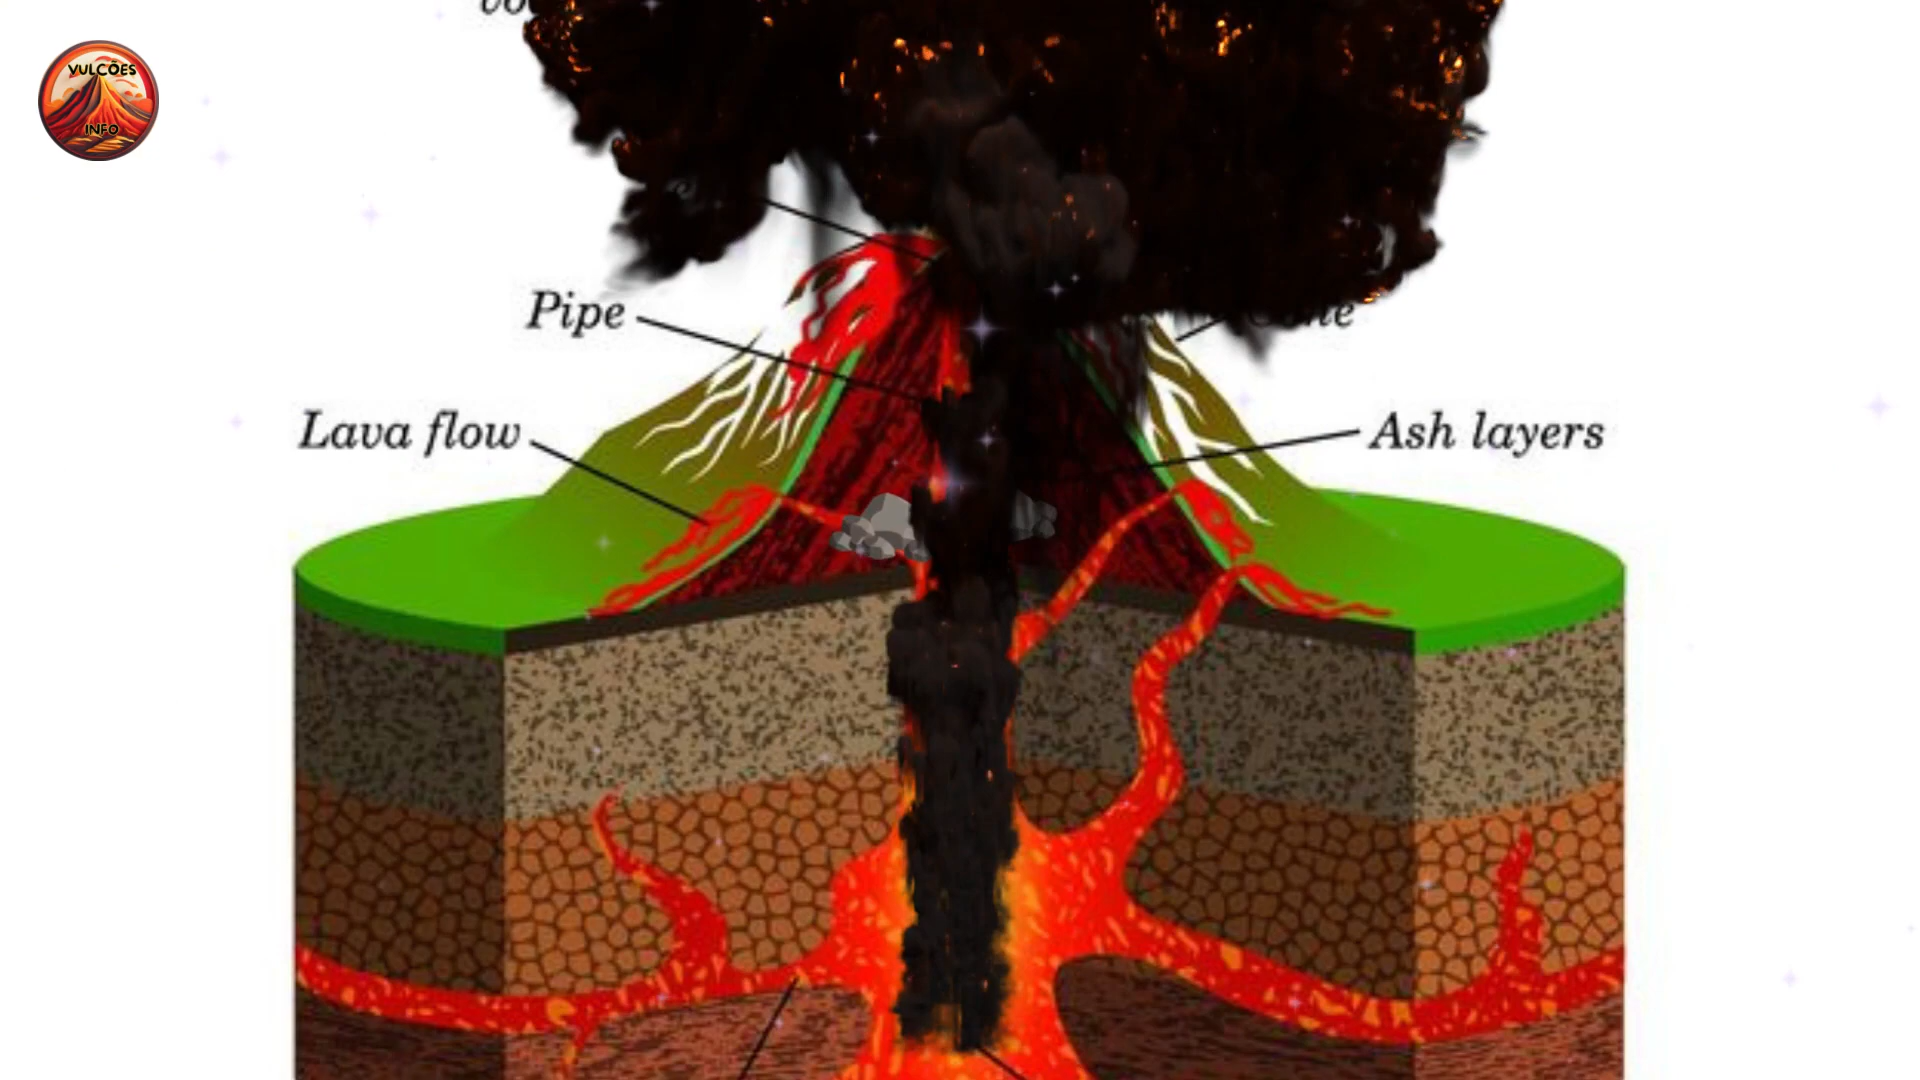 VULCÕES
INFO
Pipe
Lava flow
Ash layers